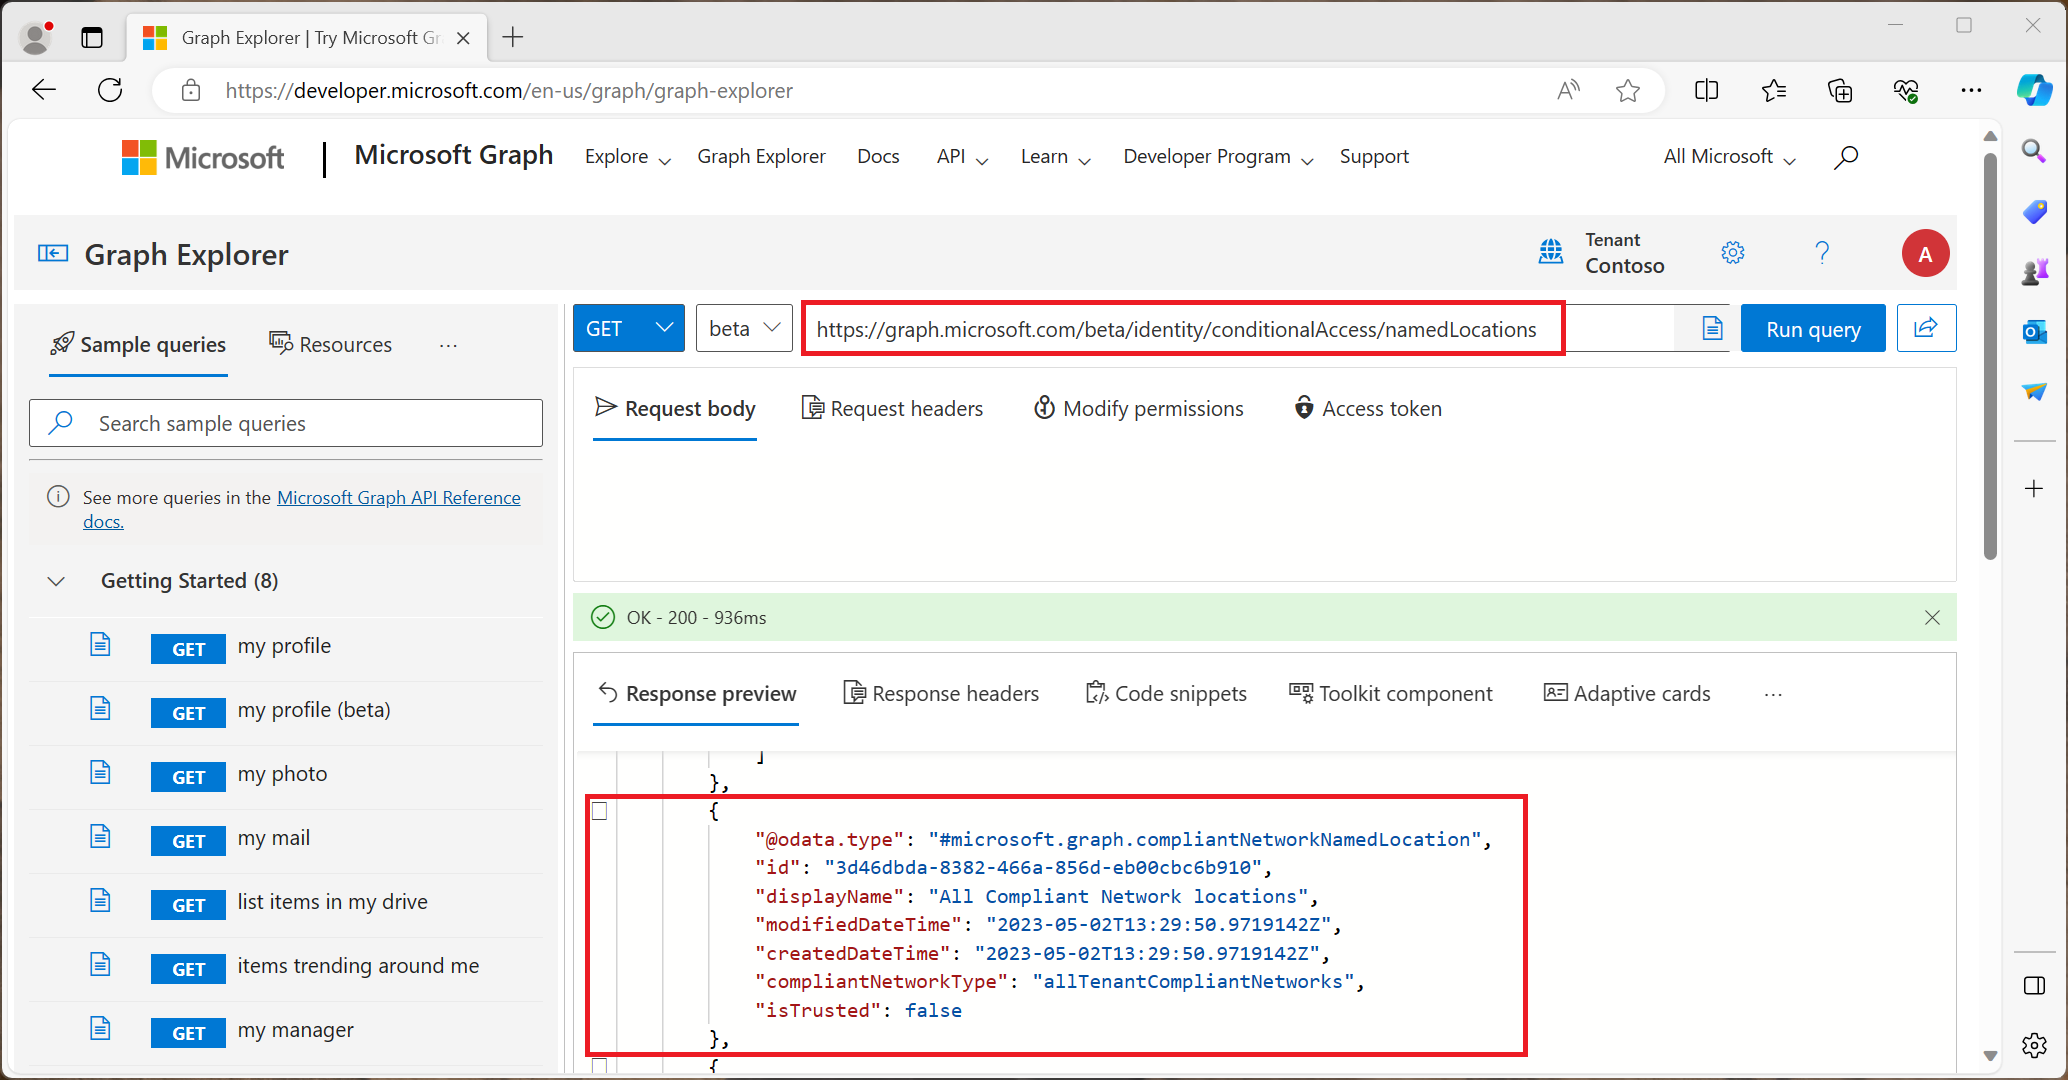 Graph Explorer | Try Microsoft Gr
https://developer.microsoft.com/en-us/graph/graph-explorer
Microsoft
Microsoft Graph
Explore
Graph Explorer
Docs
API
Learn
Developer Program
Support
All Microsoft
Graph Explorer
Tenant
Contoso
A
Sample queries
Resources
...
Search sample queries
See more queries in the Microsoft Graph API Reference
docs.
Getting Started (8)
GET my profile
GET my profile (beta)
GET my photo
GET my mail
GET list items in my drive
GET items trending around me
GET my manager
GET
beta
https://graph.microsoft.com/beta/identity/conditionalAccess/namedLocations
Run query
Request body
Request headers
Modify permissions
Access token
OK - 200 - 936ms
Response preview
Response headers
Code snippets
Toolkit component
Adaptive cards
...
]
},
{
"@odata.type": "#microsoft.graph.compliantNetworkNamedLocation",
"id": "3d46dbda-8382-466a-856d-eb00cbc6b910",
"displayName": "All Compliant Network locations",
"modifiedDateTime": "2023-05-02T13:29:50.9719142Z",
"createdDateTime": "2023-05-02T13:29:50.9719142Z",
"compliantNetworkType": "allTenantCompliantNetworks",
"isTrusted": false
},
{